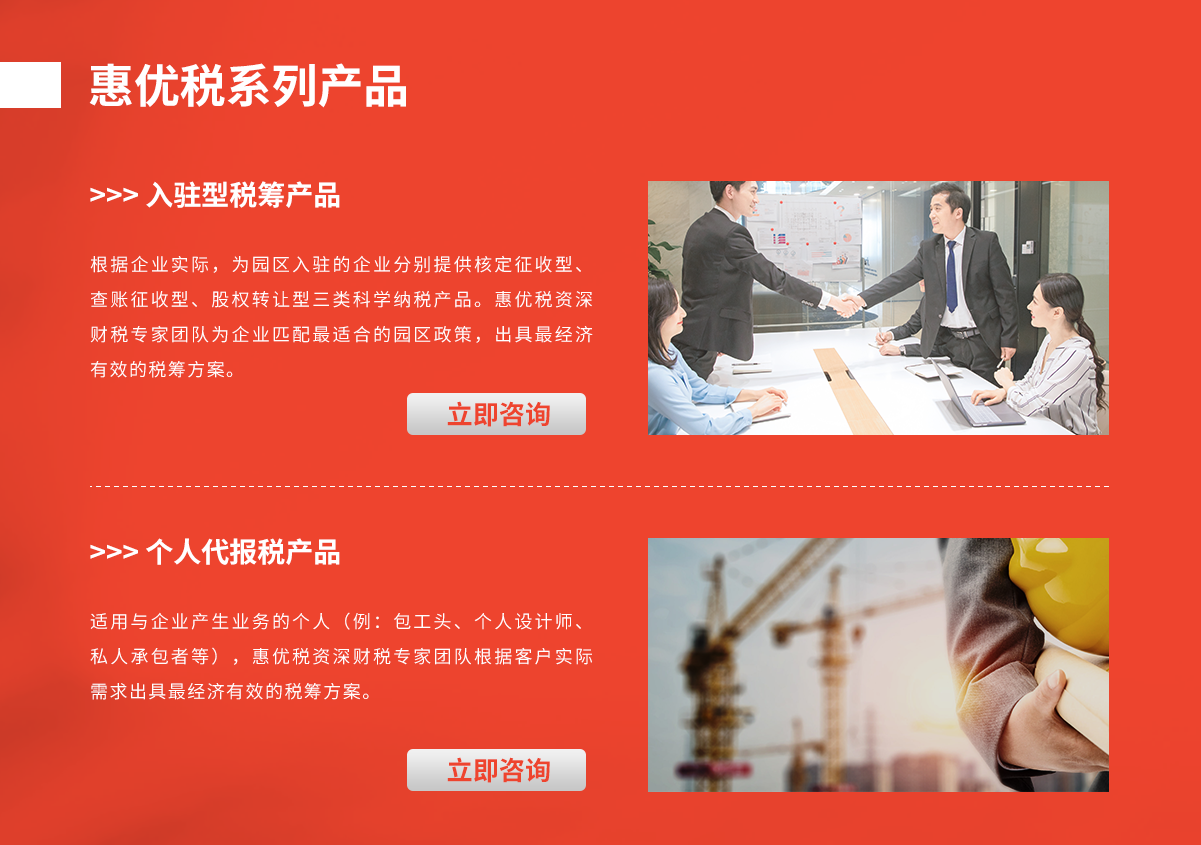 惠优税系列产品
>>> 入驻型税筹产品
根据企业实际，为园区入驻的企业分别提供核定征收型、
查账征收型、股权转让型三类科学纳税产品。惠优税资深
财税专家团队为企业匹配最适合的园区政策，出具最经济
有效的税筹方案。
立即咨询
>>> 个人代报税产品
适用与企业产生业务的个人（例：包工头、个人设计师、
私人承包者等），惠优税资深财税专家团队根据客户实际
需求出具最经济有效的税筹方案。
立即咨询